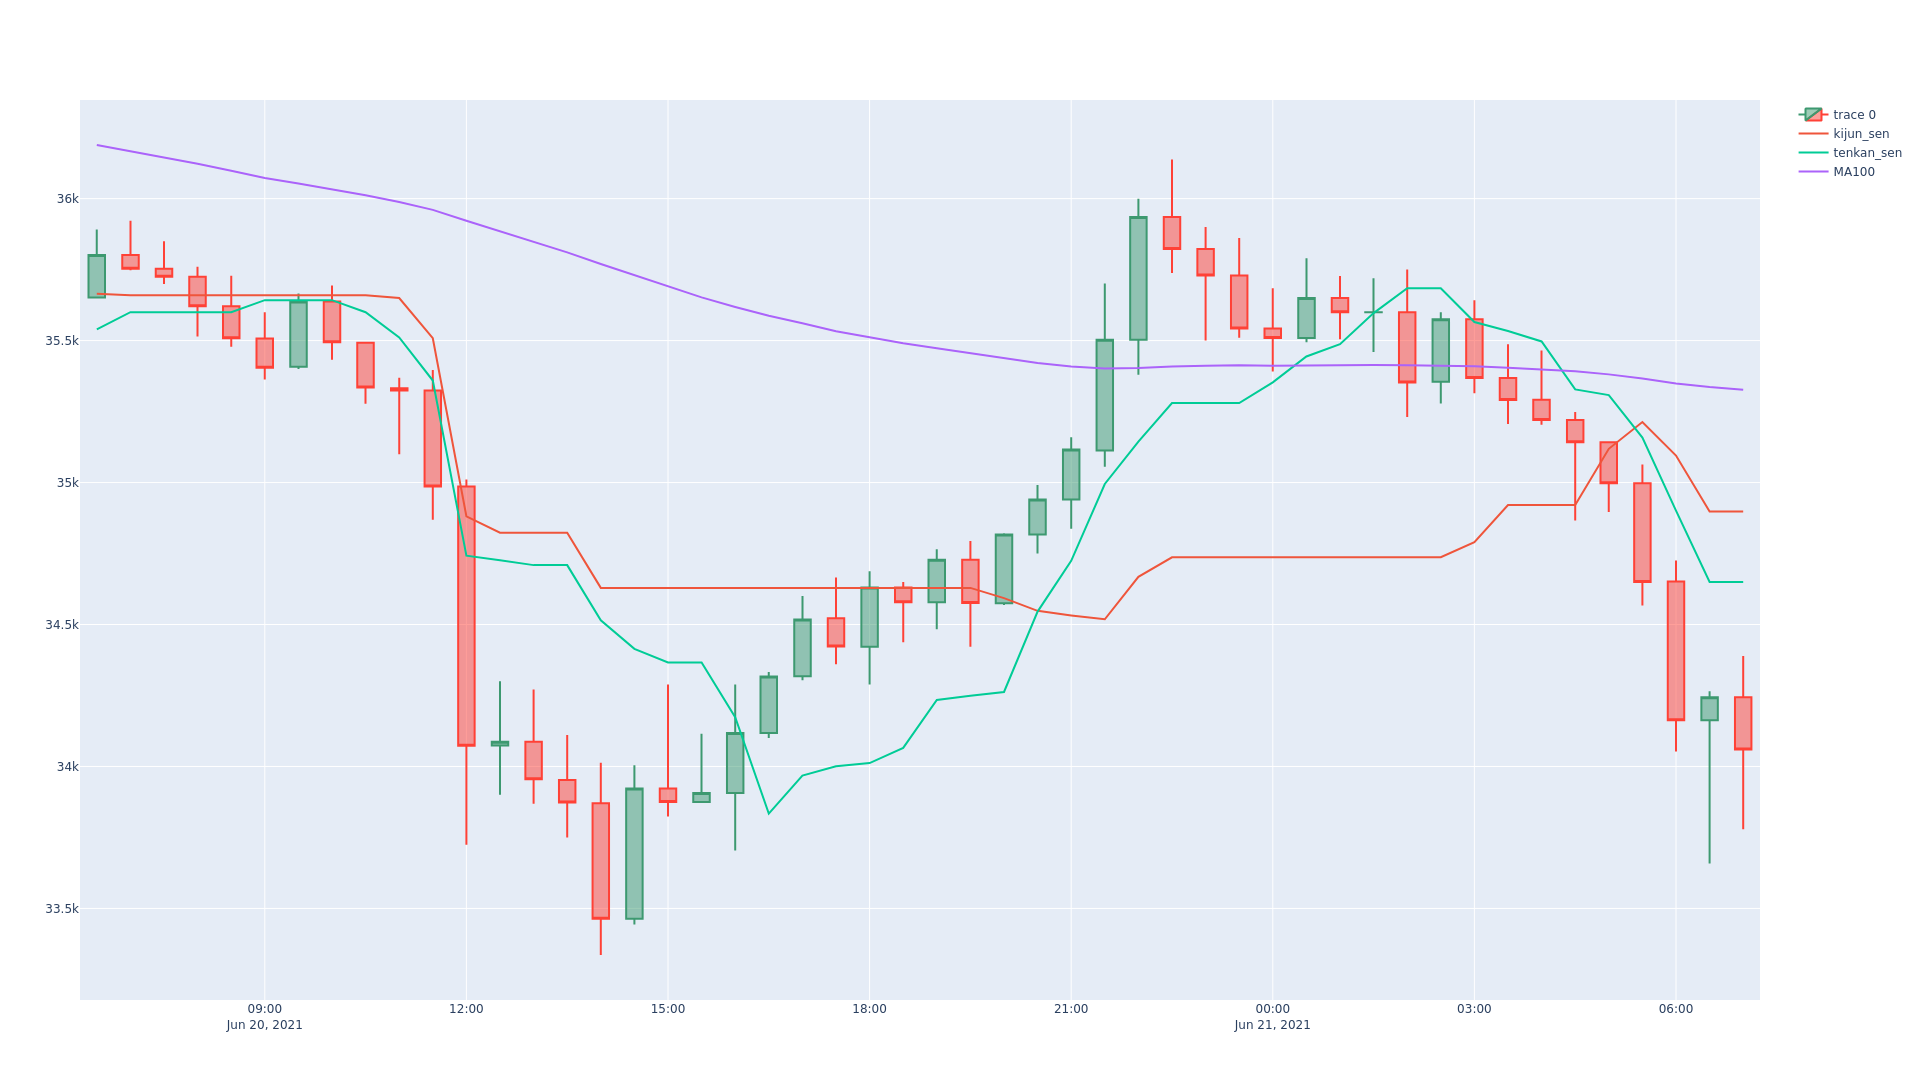 trace 0
kijun_sen
tenkan_sen
MA100
36k
35.5k
35k
34.5k
34k
33.5k
09:00 12:00 15:00 18:00 21:00 00:00 03:00 06:00
Jun 20, 2021 Jun 21, 2021